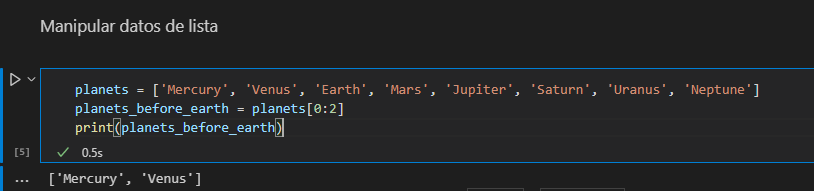 Manipular datos de lista
planets = ['Mercury', 'Venus', 'Earth', 'Mars', 'Jupiter', 'Saturn', 'Uranus', 'Neptune']
planets_before_earth = planets[0:2]
print(planets_before_earth)
[5] ✓ 0.5s
... ['Mercury', 'Venus']